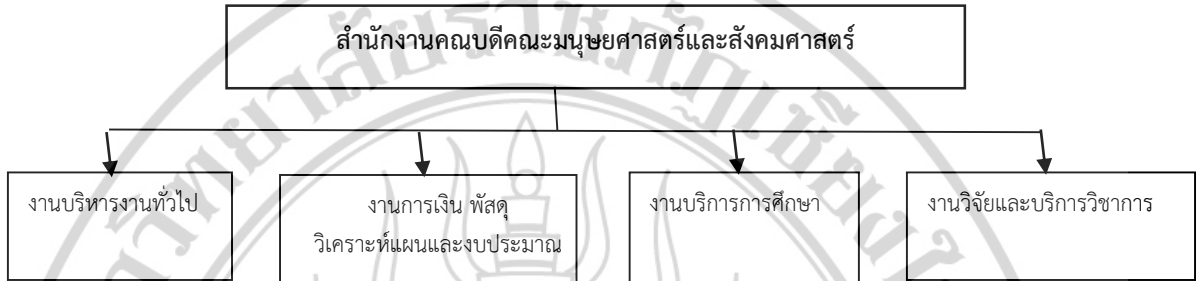 สำนักงานคณบดีคณะมนุษยศาสตร์และสังคมศาสตร์
งานบริหารงานทั่วไป
งานการเงิน พัสดุ
วิเคราะห์แผนและงบประมาณ
งานบริการการศึกษา
งานวิจัยและบริการวิชาการ